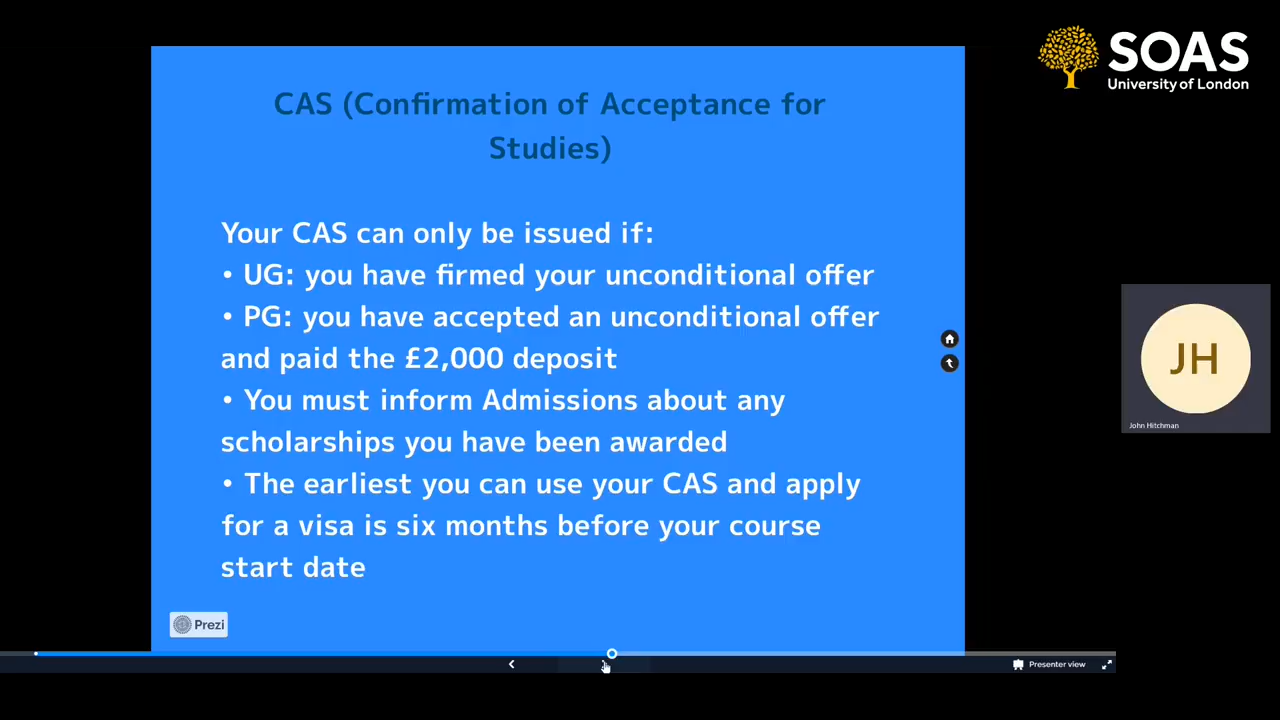 SOAS
University of London
CAS (Confirmation of Acceptance for
Studies)
Your CAS can only be issued if:
• UG: you have firmed your unconditional offer
• PG: you have accepted an unconditional offer
and paid the £2,000 deposit
• You must inform Admissions about any
scholarships you have been awarded
• The earliest you can use your CAS and apply
for a visa is six months before your course
start date
JH
John Hitchman
Prezi
Presenter view